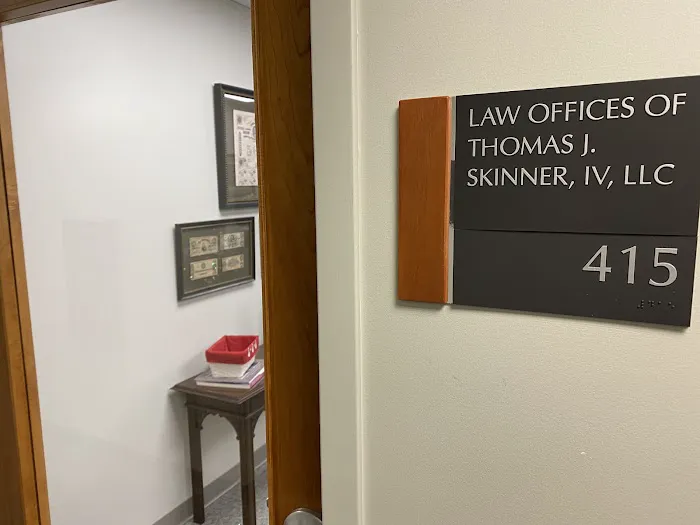 LAW OFFICES OF
THOMAS J.
SKINNER, IV, LLC
415